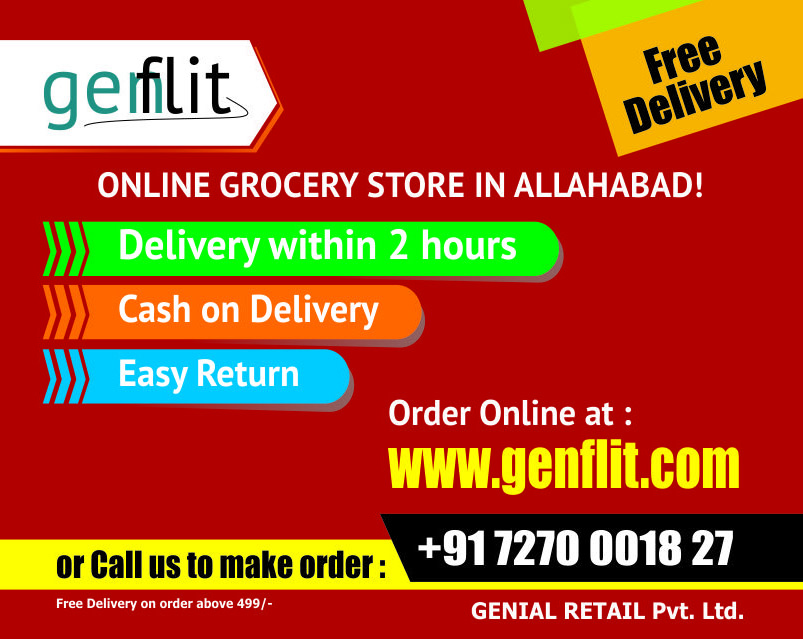 genflit
Free
Delivery
ONLINE GROCERY STORE IN ALLAHABAD!
Delivery within 2 hours
Cash on Delivery
Easy Return
Order Online at :
www.genflit.com
or Call us to make order :
+91 7270 0018 27
Free Delivery on order above 499/-
GENIAL RETAIL Pvt. Ltd.